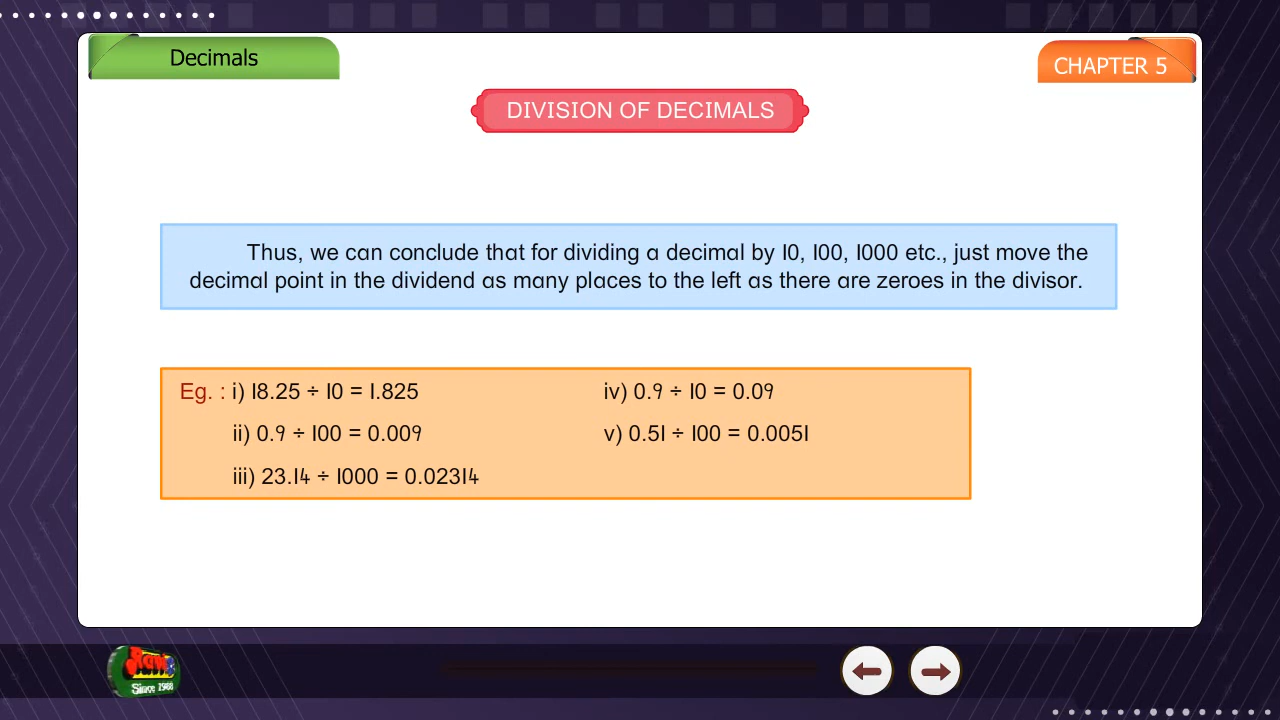 Decimals
CHAPTER 5
DIVISION OF DECIMALS
Thus, we can conclude that for dividing a decimal by 10, 100, 1000 etc., just move the
decimal point in the dividend as many places to the left as there are zeroes in the divisor.
Eg. : i) 18.25 ÷ 10 = 1.825
ii) 0.9 ÷ 100 = 0.009
iii) 23.14 ÷ 1000 = 0.02314
iv) 0.9 ÷ 10 = 0.09
v) 0.51 ÷ 100 = 0.0051
Since 1988